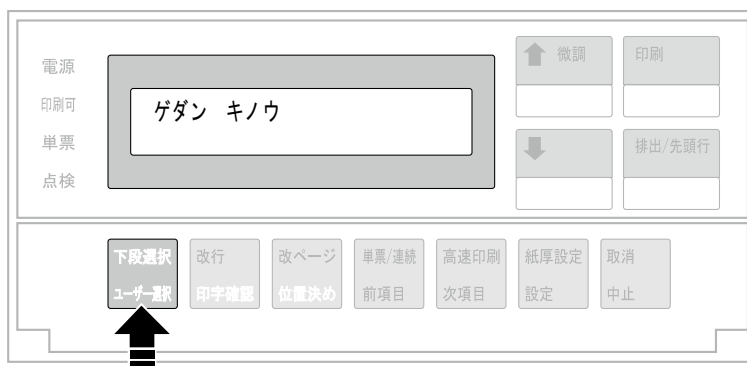 電源
印刷可
単票
点検
ゲダン キノウ
微調
印刷
排出/先頭行
下段選択
ユーザー選択
改行
印字確認
改ページ
位置決め
単票/連続
前項目
高速印刷
次項目
紙厚設定
設定
取消
中止